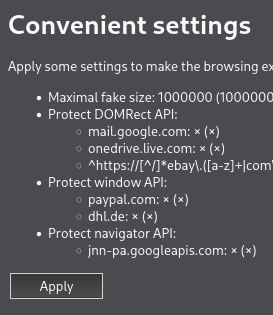 Convenient settings
Apply some settings to make the browsing ex
• Maximal fake size: 1000000 (1000000
• Protect DOMRect API:
◦ mail.google.com: × (×)
◦ onedrive.live.com: × (×)
◦ ^https://[^/]*ebay\.([a-z]+|com\
• Protect window API:
◦ paypal.com: × (×)
◦ dhl.de: × (×)
• Protect navigator API:
◦ jnn-pa.googleapis.com: × (×)
Apply